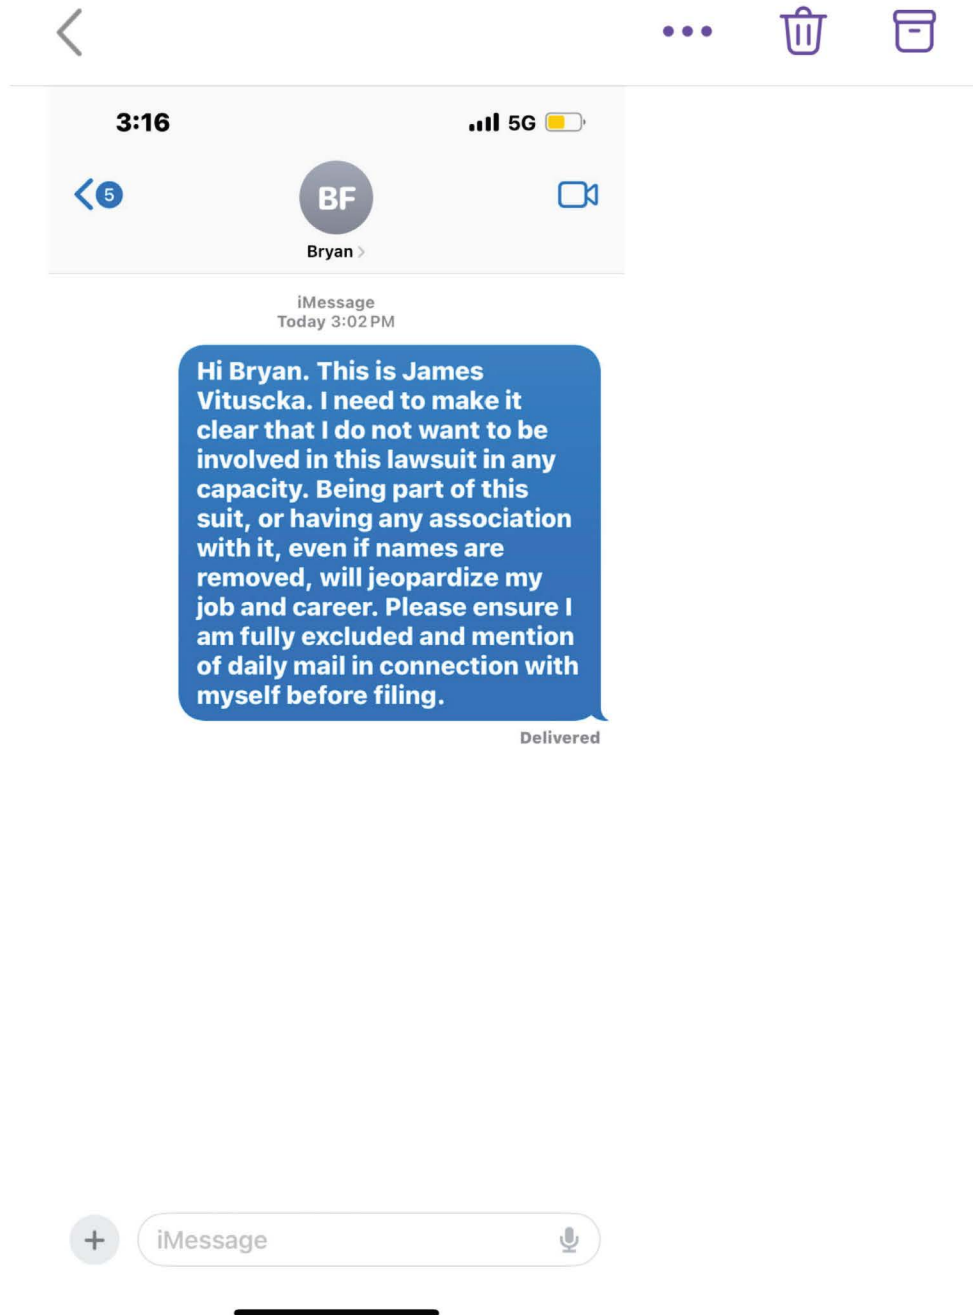 3:16
5G
5
BF
Bryan
iMessage
Today 3:02 PM
Hi Bryan. This is James
Vituscka. I need to make it
clear that I do not want to be
involved in this lawsuit in any
capacity. Being part of this
suit, or having any association
with it, even if names are
removed, will jeopardize my
job and career. Please ensure I
am fully excluded and mention
of daily mail in connection with
myself before filing.
Delivered
iMessage